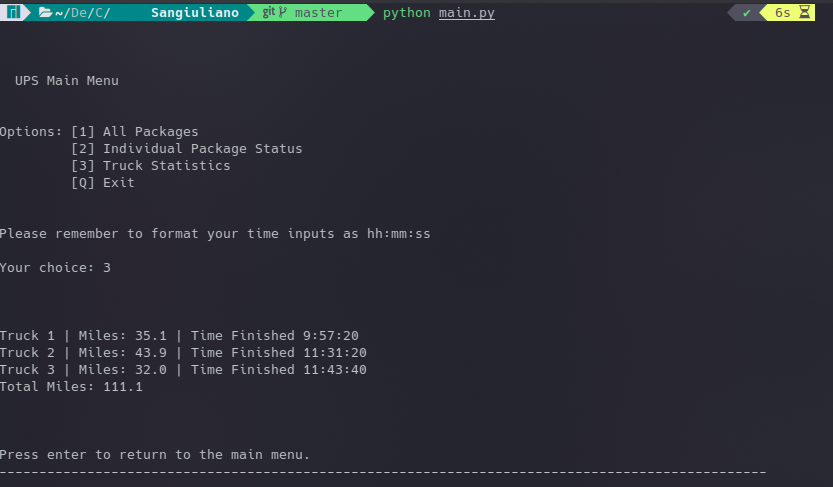 ~/De/C/ Sangiuliano git master python main.py ✔ 6s
UPS Main Menu
Options: [1] All Packages
[2] Individual Package Status
[3] Truck Statistics
[Q] Exit
Please remember to format your time inputs as hh:mm:ss
Your choice: 3
Truck 1 | Miles: 35.1 | Time Finished 9:57:20
Truck 2 | Miles: 43.9 | Time Finished 11:31:20
Truck 3 | Miles: 32.0 | Time Finished 11:43:40
Total Miles: 111.1
Press enter to return to the main menu.
------------------------------------------------------------------------------------------------